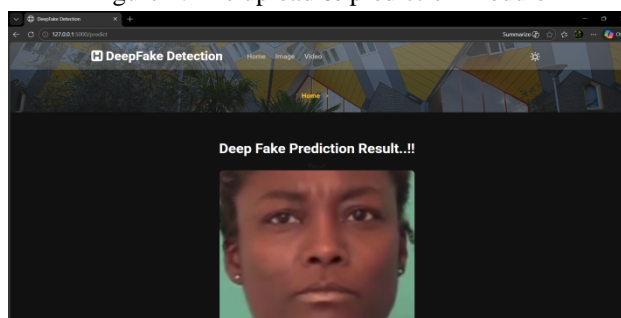 DeepFake Detection
127.0.0.1:5000/predict
Summarize
DeepFake Detection
Home Image Video
Home
Deep Fake Prediction Result..!!